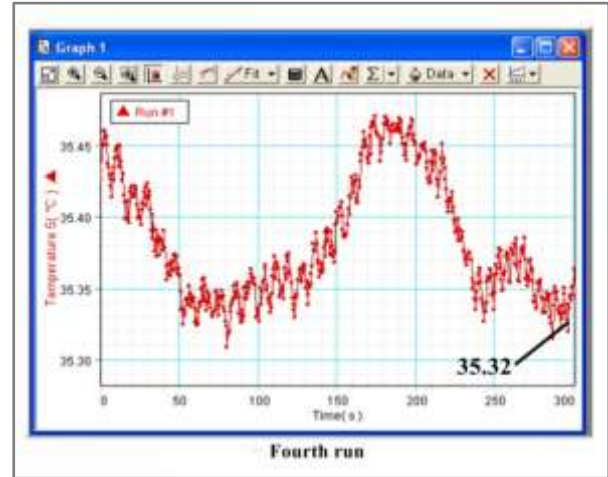 Graph 1
Fit
A
Σ
Data
Run #1
Temperature 5( °C ) ▲
35.45
35.40
35.35
35.30
35.32
0 50 100 150 200 250 300
Time( s )
Fourth run